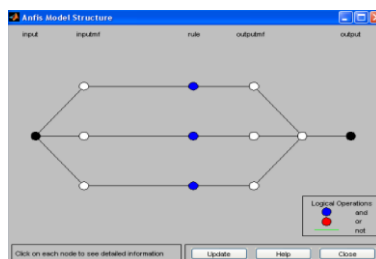 Anfis Model Structure
input inputmf rule outputmf output
Logical Operations
and
or
not
Click on each node to see detailed information Update Help Close